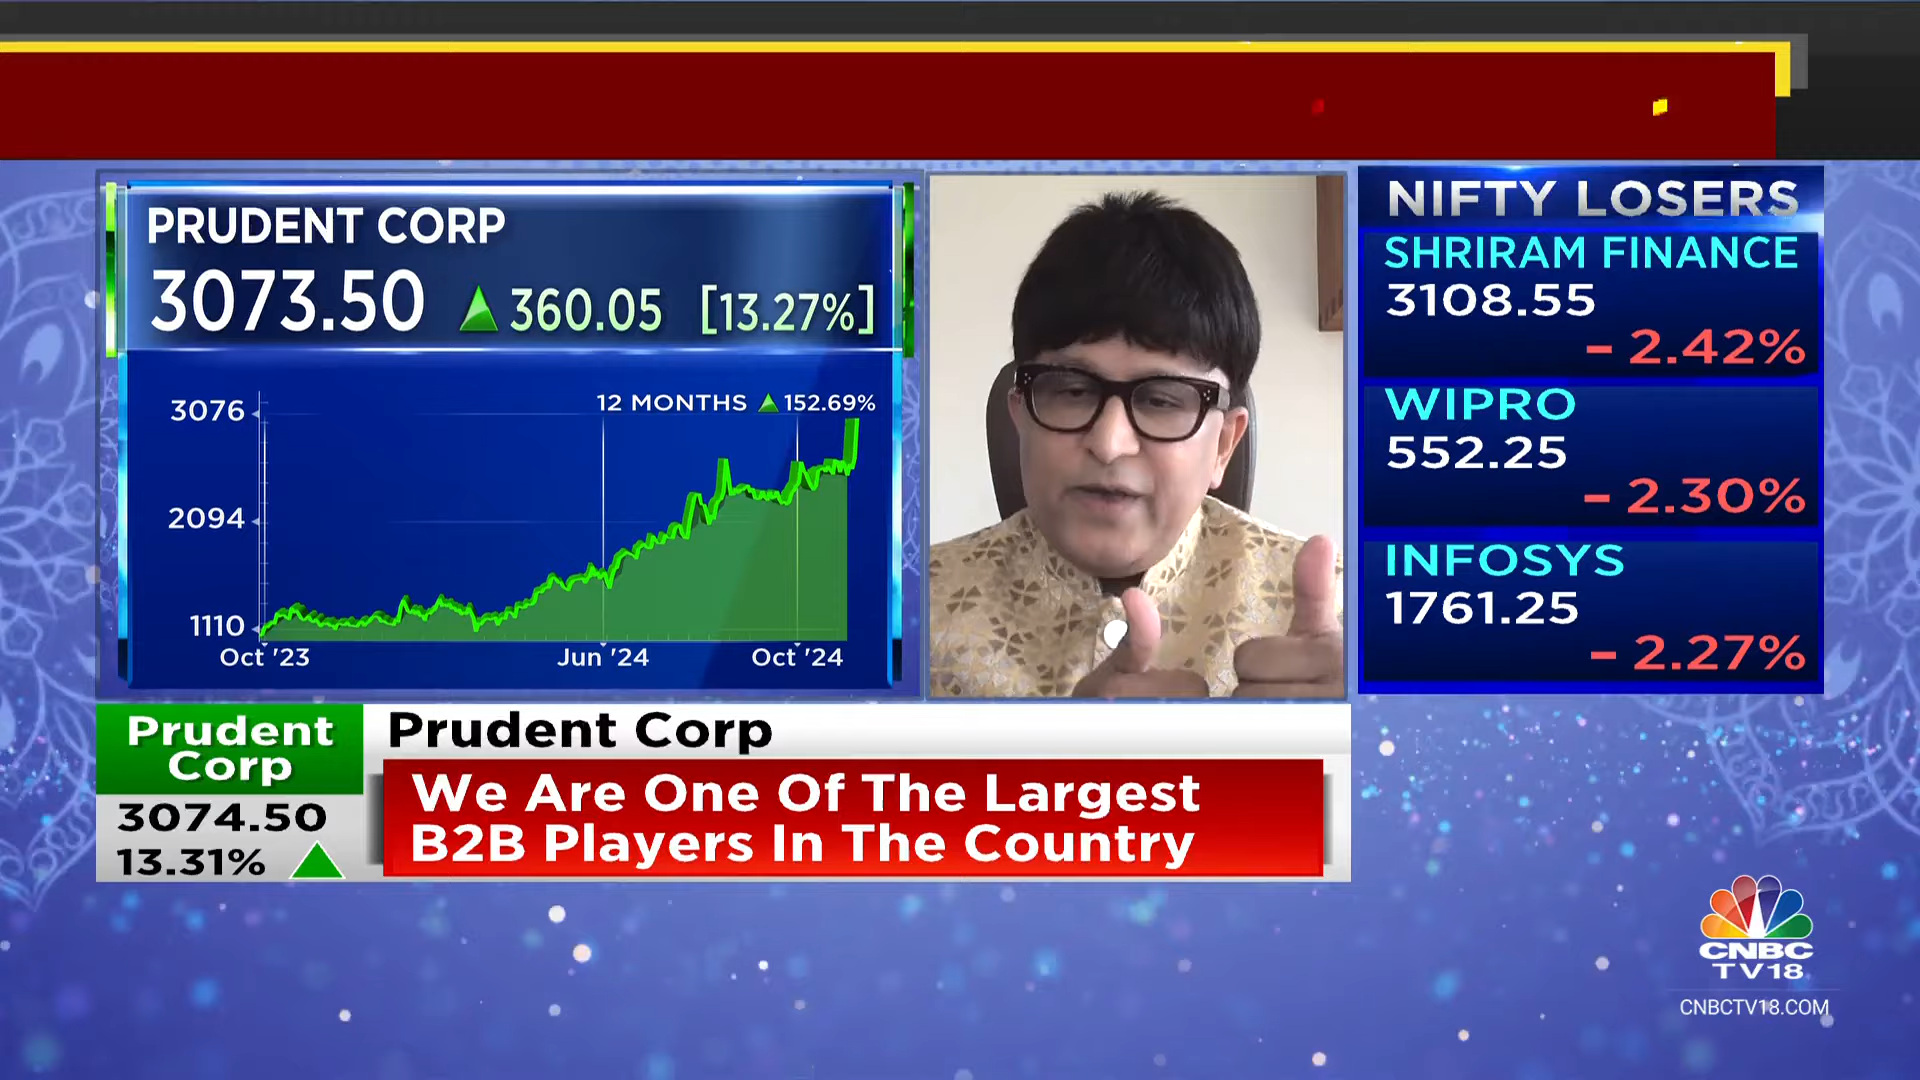 PRUDENT CORP
3073.50 ▲ 360.05 [13.27%]
12 MONTHS ▲ 152.69%
3076
2094
1110
Oct '23 Jun '24 Oct '24
NIFTY LOSERS
SHRIRAM FINANCE
3108.55
– 2.42%
WIPRO
552.25
– 2.30%
INFOSYS
1761.25
– 2.27%
Prudent
Corp
3074.50
13.31% ▲
Prudent Corp
We Are One Of The Largest
B2B Players In The Country
CNBC
TV18
CNBCTV18.COM